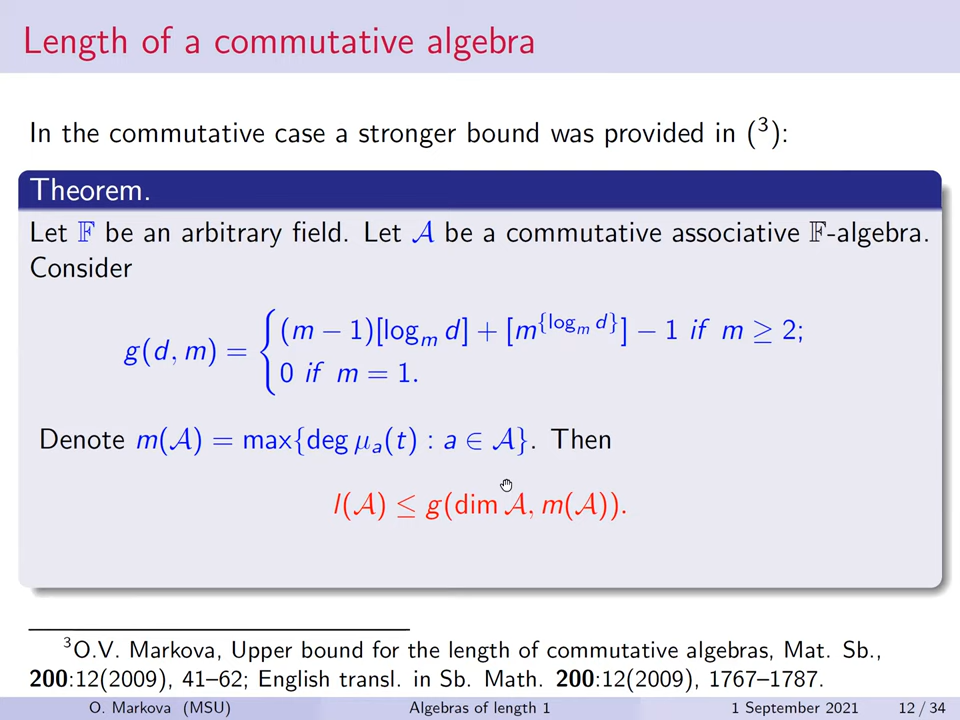 Length of a commutative algebra
In the commutative case a stronger bound was provided in (³):
Theorem.
Let 𝔽 be an arbitrary field. Let 𝒜 be a commutative associative 𝔽-algebra.
Consider
g(d, m) = { (m − 1)[log_m d] + [m^{log_m d}] − 1 if m ≥ 2;
0 if m = 1.
Denote m(𝒜) = max{deg μ_a(t) : a ∈ 𝒜}. Then
l(𝒜) ≤ g(dim 𝒜, m(𝒜)).
³O.V. Markova, Upper bound for the length of commutative algebras, Mat. Sb.,
200:12(2009), 41–62; English transl. in Sb. Math. 200:12(2009), 1767–1787.
O. Markova (MSU) Algebras of length 1 1 September 2021 12 / 34